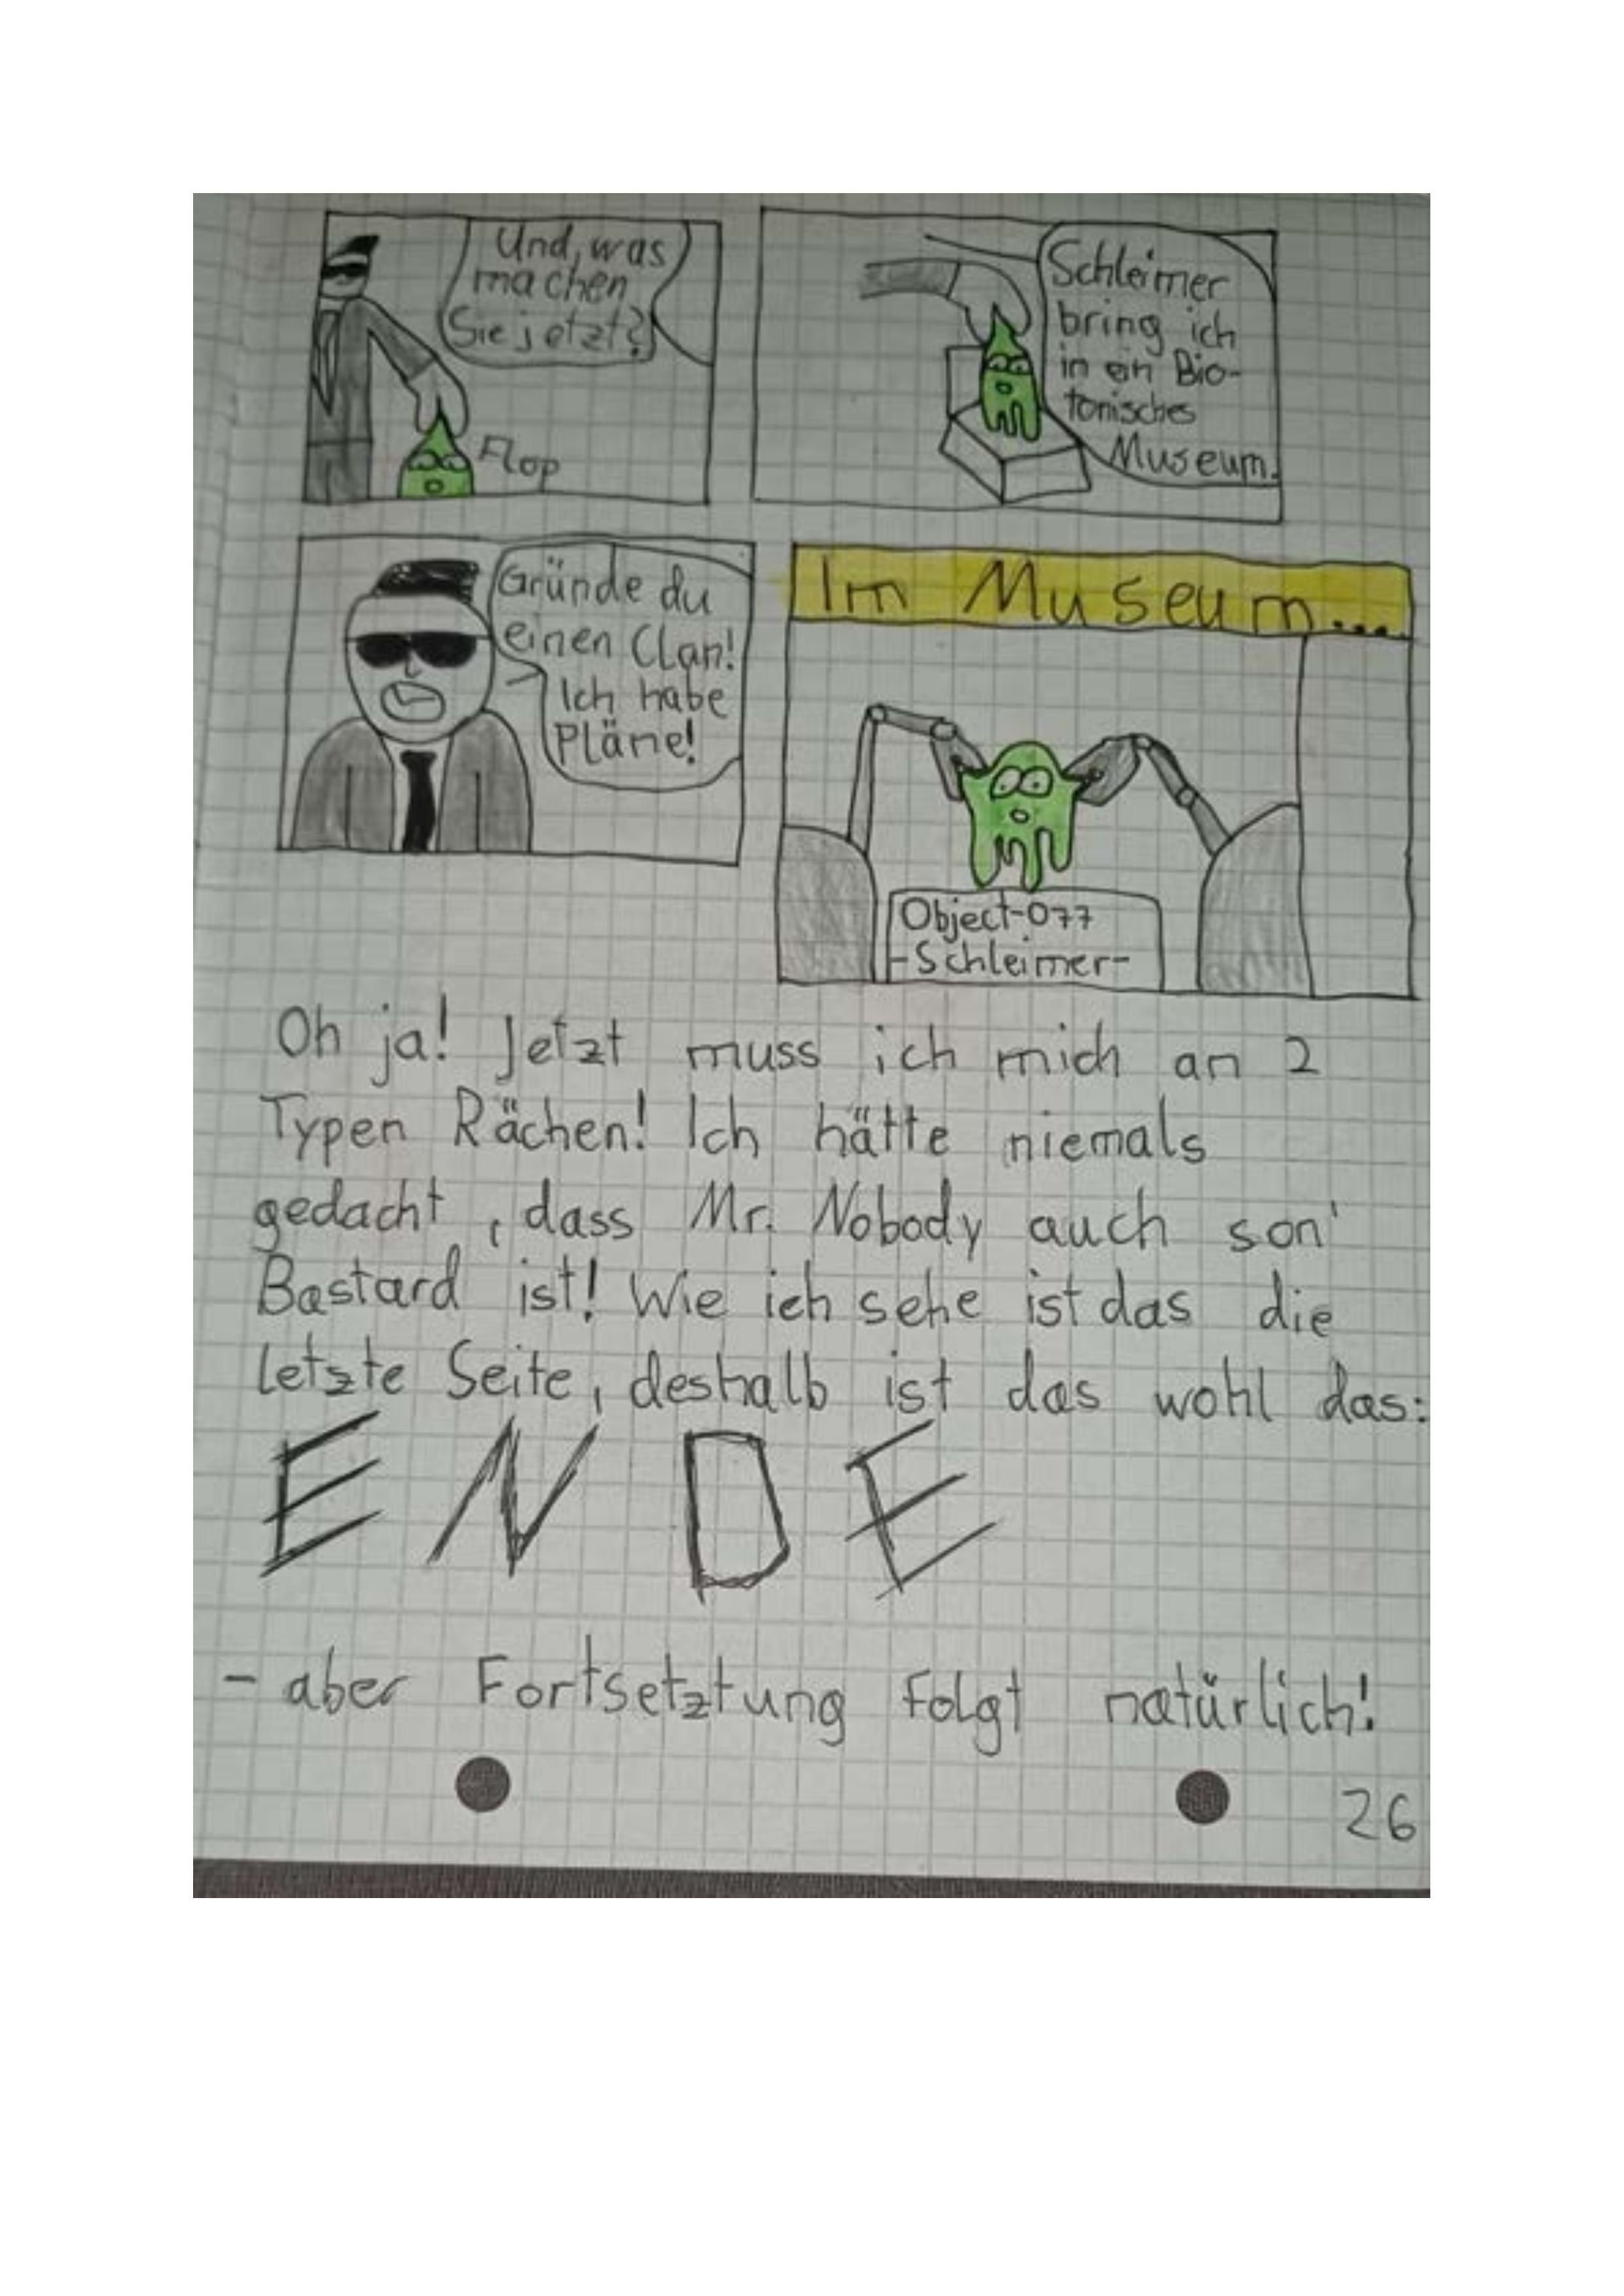 Und, was
machen
Sie jetzt?
Flop
Schleimer
bring ich
in ein Bio-
tonisches
Museum.
Gründe du
einen Clan!
Ich habe
Pläne!
Im Museum....
Object-077
-Schleimer-
Oh ja! Jetzt muss ich mich an 2
Typen Rächen! Ich hätte niemals
gedacht, dass Mr. Nobody auch son'
Bastard ist! Wie ich sehe ist das die
letzte Seite, deshalb ist das wohl das:
ENDE
- aber Fortsetztung folgt natürlich!
26